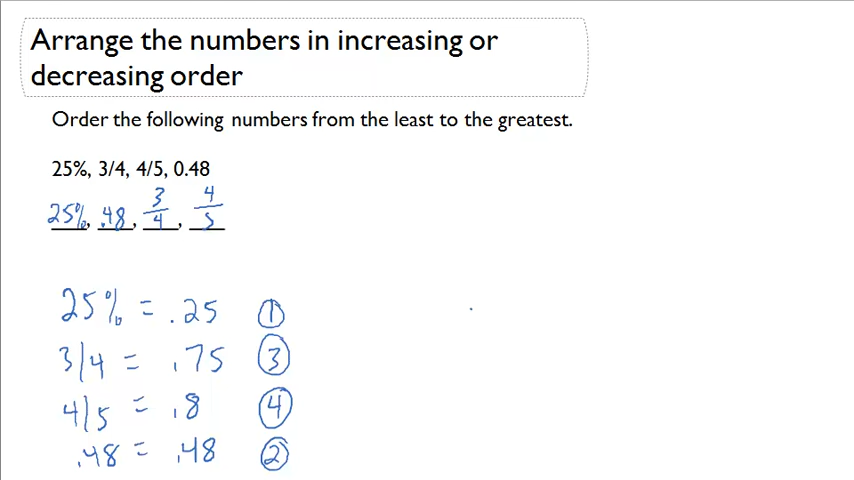 Arrange the numbers in increasing or
decreasing order
Order the following numbers from the least to the greatest.
25%, 3/4, 4/5, 0.48
25%, .48, 3/4, 4/5
25% = .25 ①
3/4 = .75 ③
4/5 = .8 ④
.48 = .48 ②